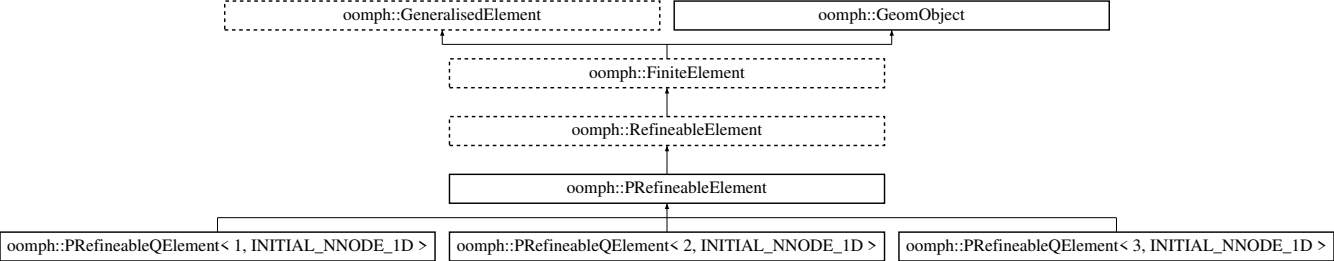 oomph::GeneralisedElement
oomph::GeomObject
oomph::FiniteElement
oomph::RefineableElement
oomph::PRefineableElement
oomph::PRefineableQElement< 1, INITIAL_NNODE_1D >
oomph::PRefineableQElement< 2, INITIAL_NNODE_1D >
oomph::PRefineableQElement< 3, INITIAL_NNODE_1D >